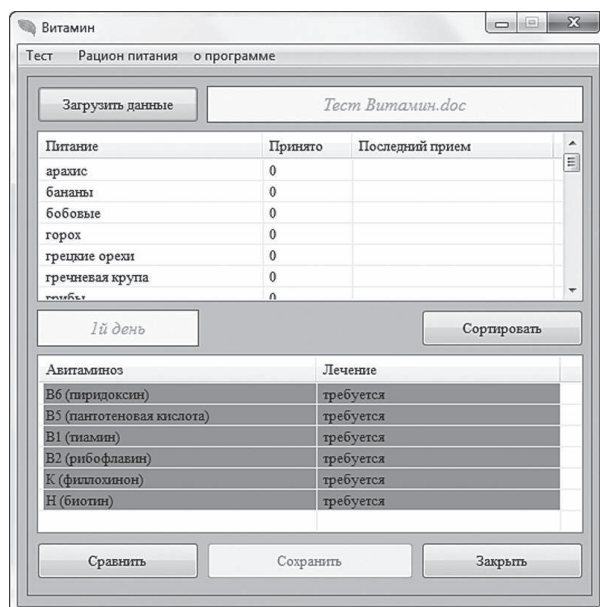 Витамин
Тест Рацион питания о программе
Загрузить данные Тест Витамин.doc
Питание Принято Последний прием
арахис 0
бананы 0
бобовые 0
горох 0
грецкие орехи 0
гречневая крупа 0
грибы 0
1й день Сортировать
Авитаминоз Лечение
В6 (пиридоксин) требуется
В5 (пантотеновая кислота) требуется
В1 (тиамин) требуется
В2 (рибофлавин) требуется
К (филлохинон) требуется
Н (биотин) требуется
Сравнить Сохранить Закрыть